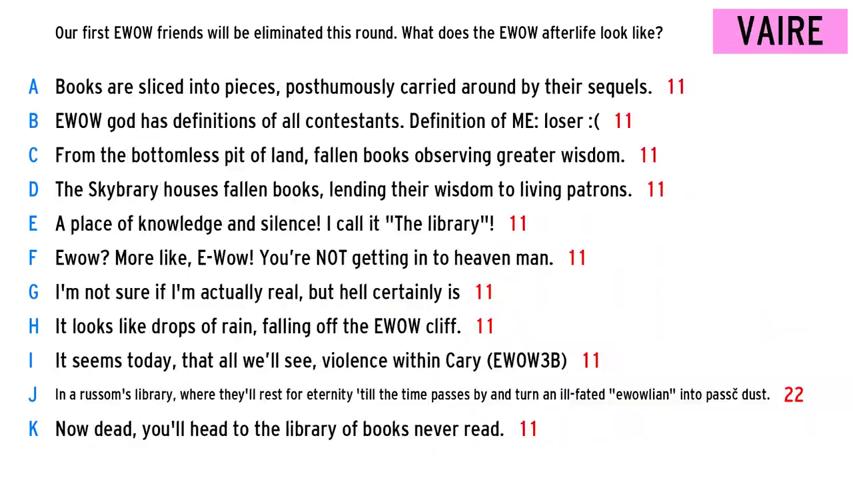 Our first EWOW friends will be eliminated this round. What does the EWOW afterlife look like?
VAIRE
A Books are sliced into pieces, posthumously carried around by their sequels. 11
B EWOW god has definitions of all contestants. Definition of ME: loser :( 11
C From the bottomless pit of land, fallen books observing greater wisdom. 11
D The Skybrary houses fallen books, lending their wisdom to living patrons. 11
E A place of knowledge and silence! I call it "The library"! 11
F Ewow? More like, E-Wow! You're NOT getting in to heaven man. 11
G I'm not sure if I'm actually real, but hell certainly is 11
H It looks like drops of rain, falling off the EWOW cliff. 11
I It seems today, that all we'll see, violence within Cary (EWOW3B) 11
J In a russom's library, where they'll rest for eternity 'till the time passes by and turn an ill-fated "ewowlian" into passč dust. 22
K Now dead, you'll head to the library of books never read. 11